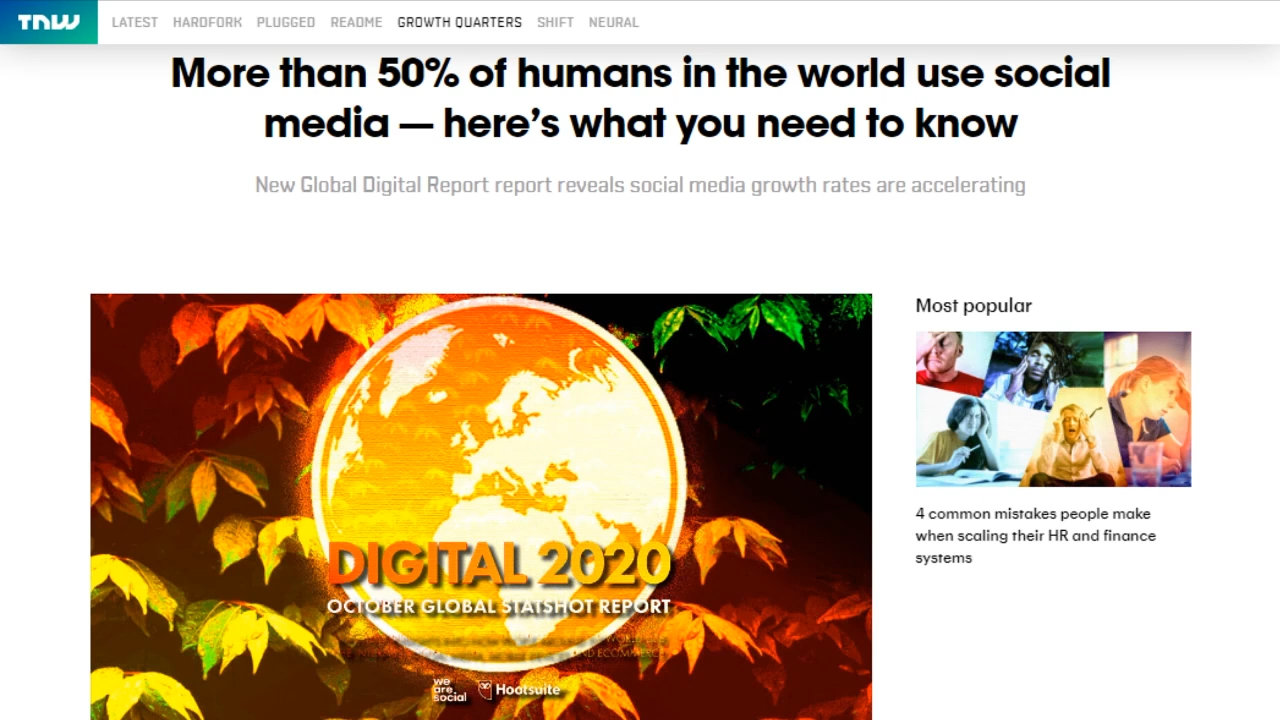 TNW
LATEST HARDFORK PLUGGED README GROWTH QUARTERS SHIFT NEURAL
More than 50% of humans in the world use social
media — here’s what you need to know
New Global Digital Report report reveals social media growth rates are accelerating
DIGITAL 2020
OCTOBER GLOBAL STATSHOT REPORT
AND ECOMMERCE
we
are
social
Hootsuite
Most popular
4 common mistakes people make
when scaling their HR and finance
systems